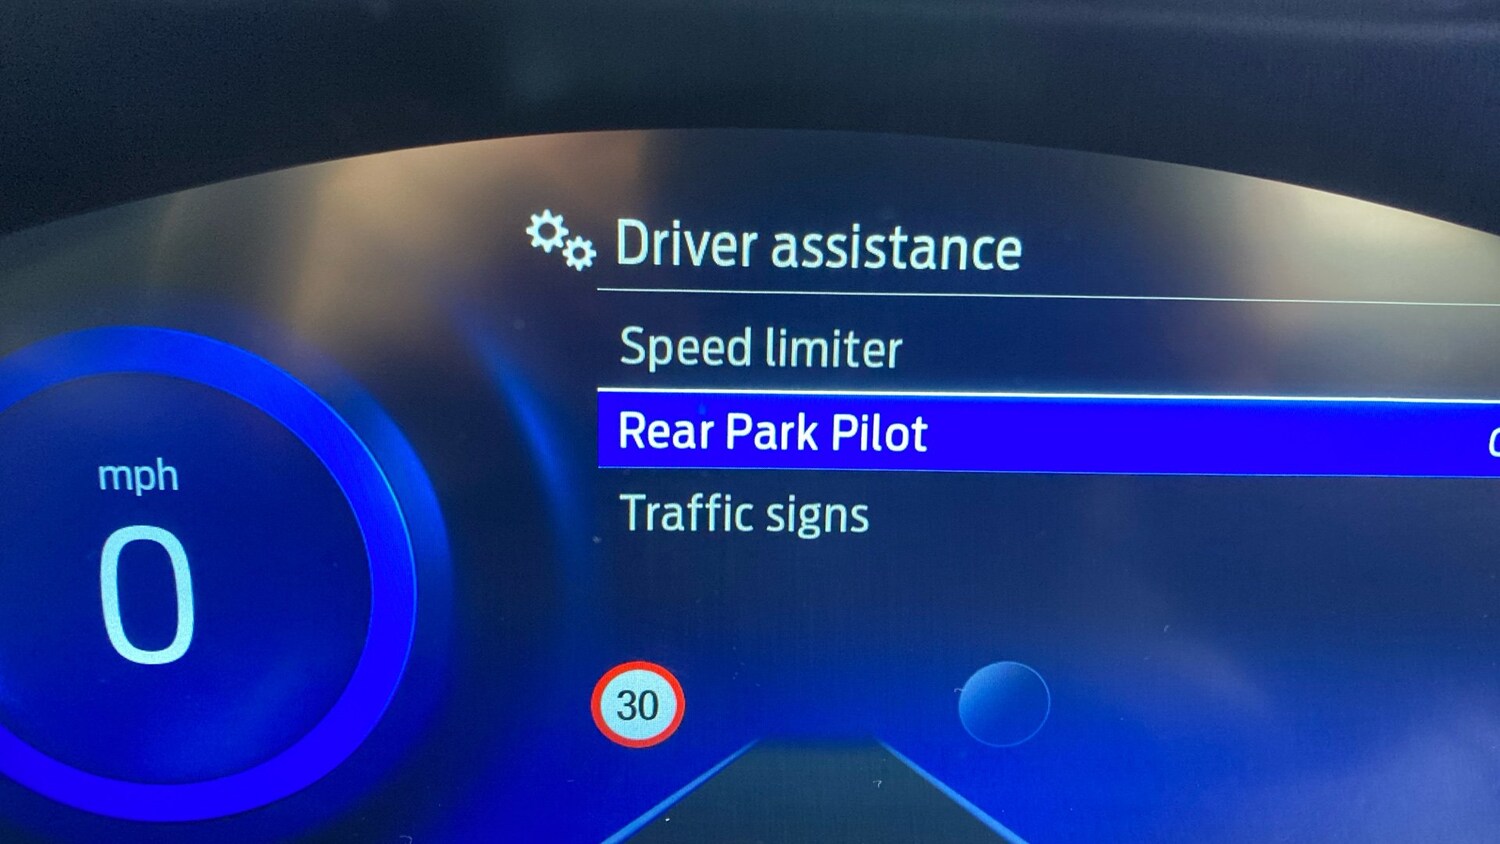 Driver assistance
Speed limiter
Rear Park Pilot
Traffic signs
mph
0
30